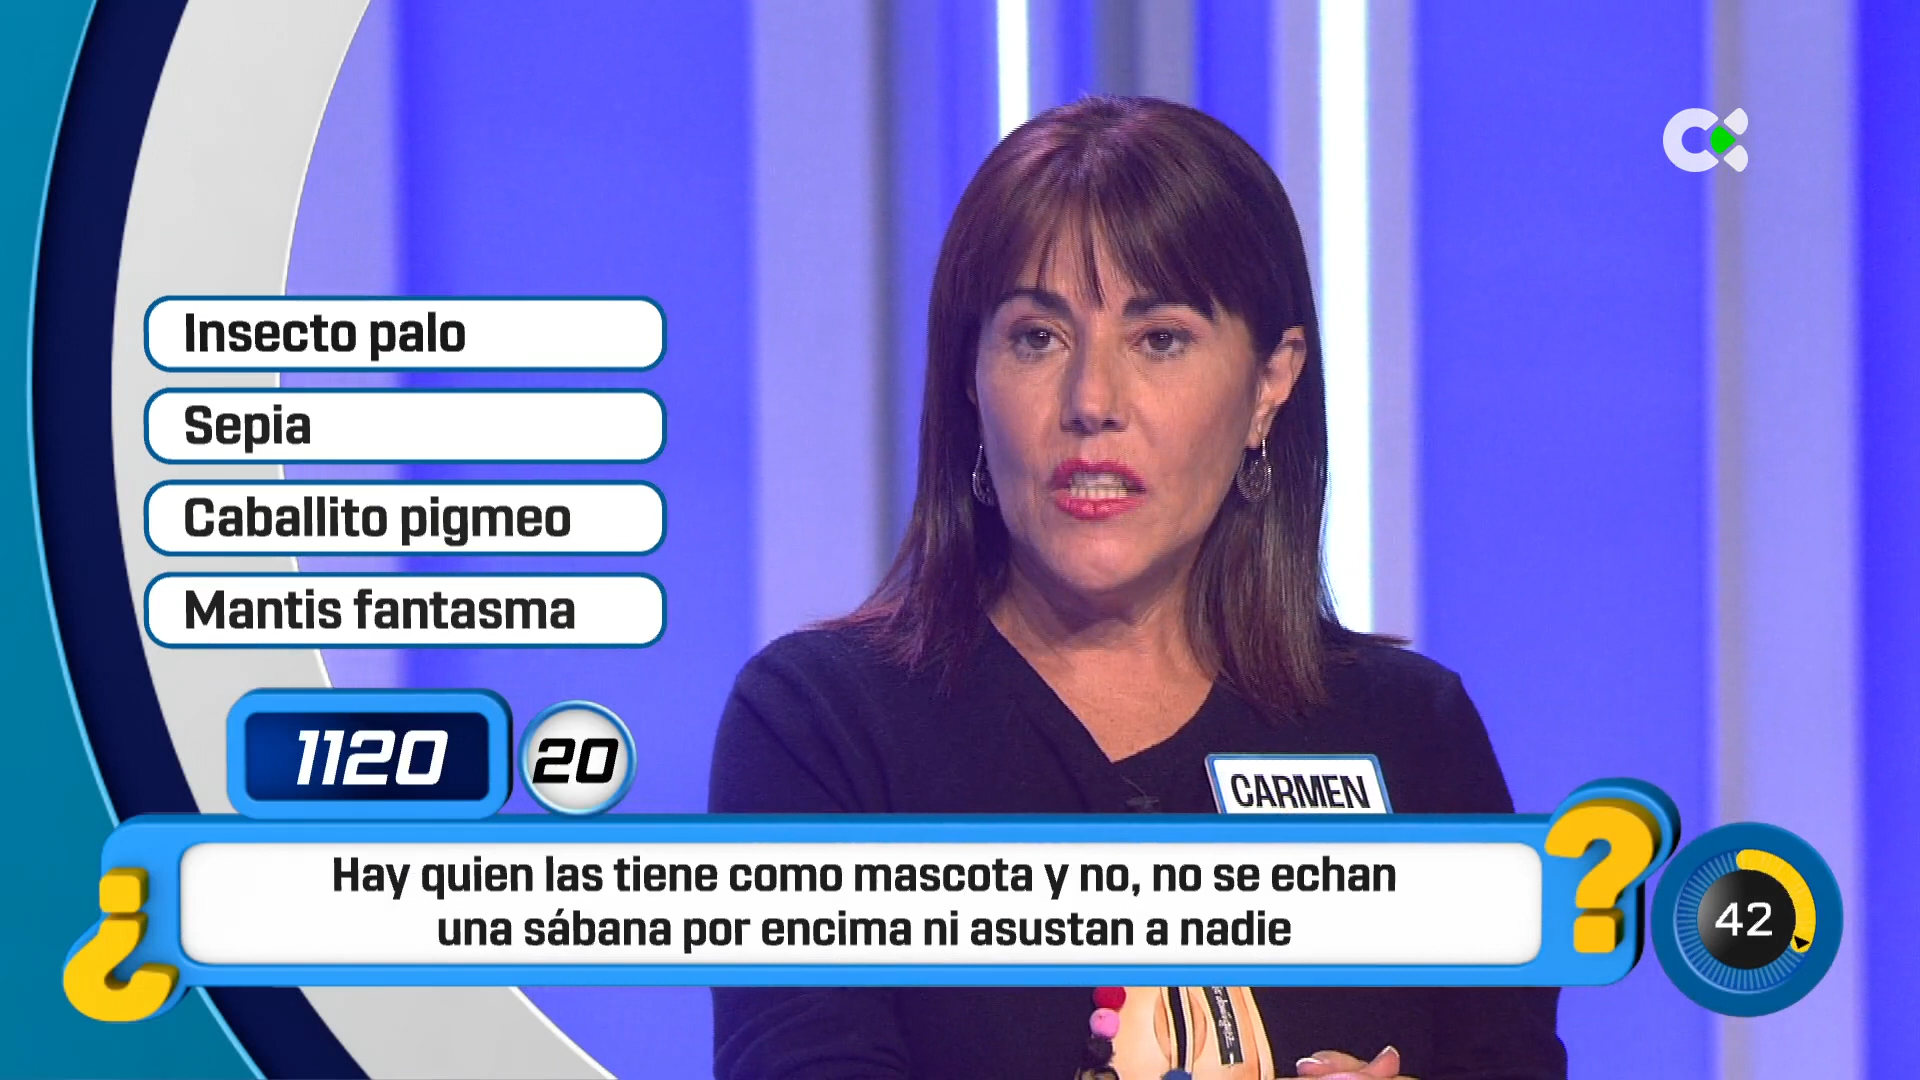 Insecto palo
Sepia
Caballito pigmeo
Mantis fantasma
1120
20
CARMEN
Hay quien las tiene como mascota y no, no se echan
una sábana por encima ni asustan a nadie
42